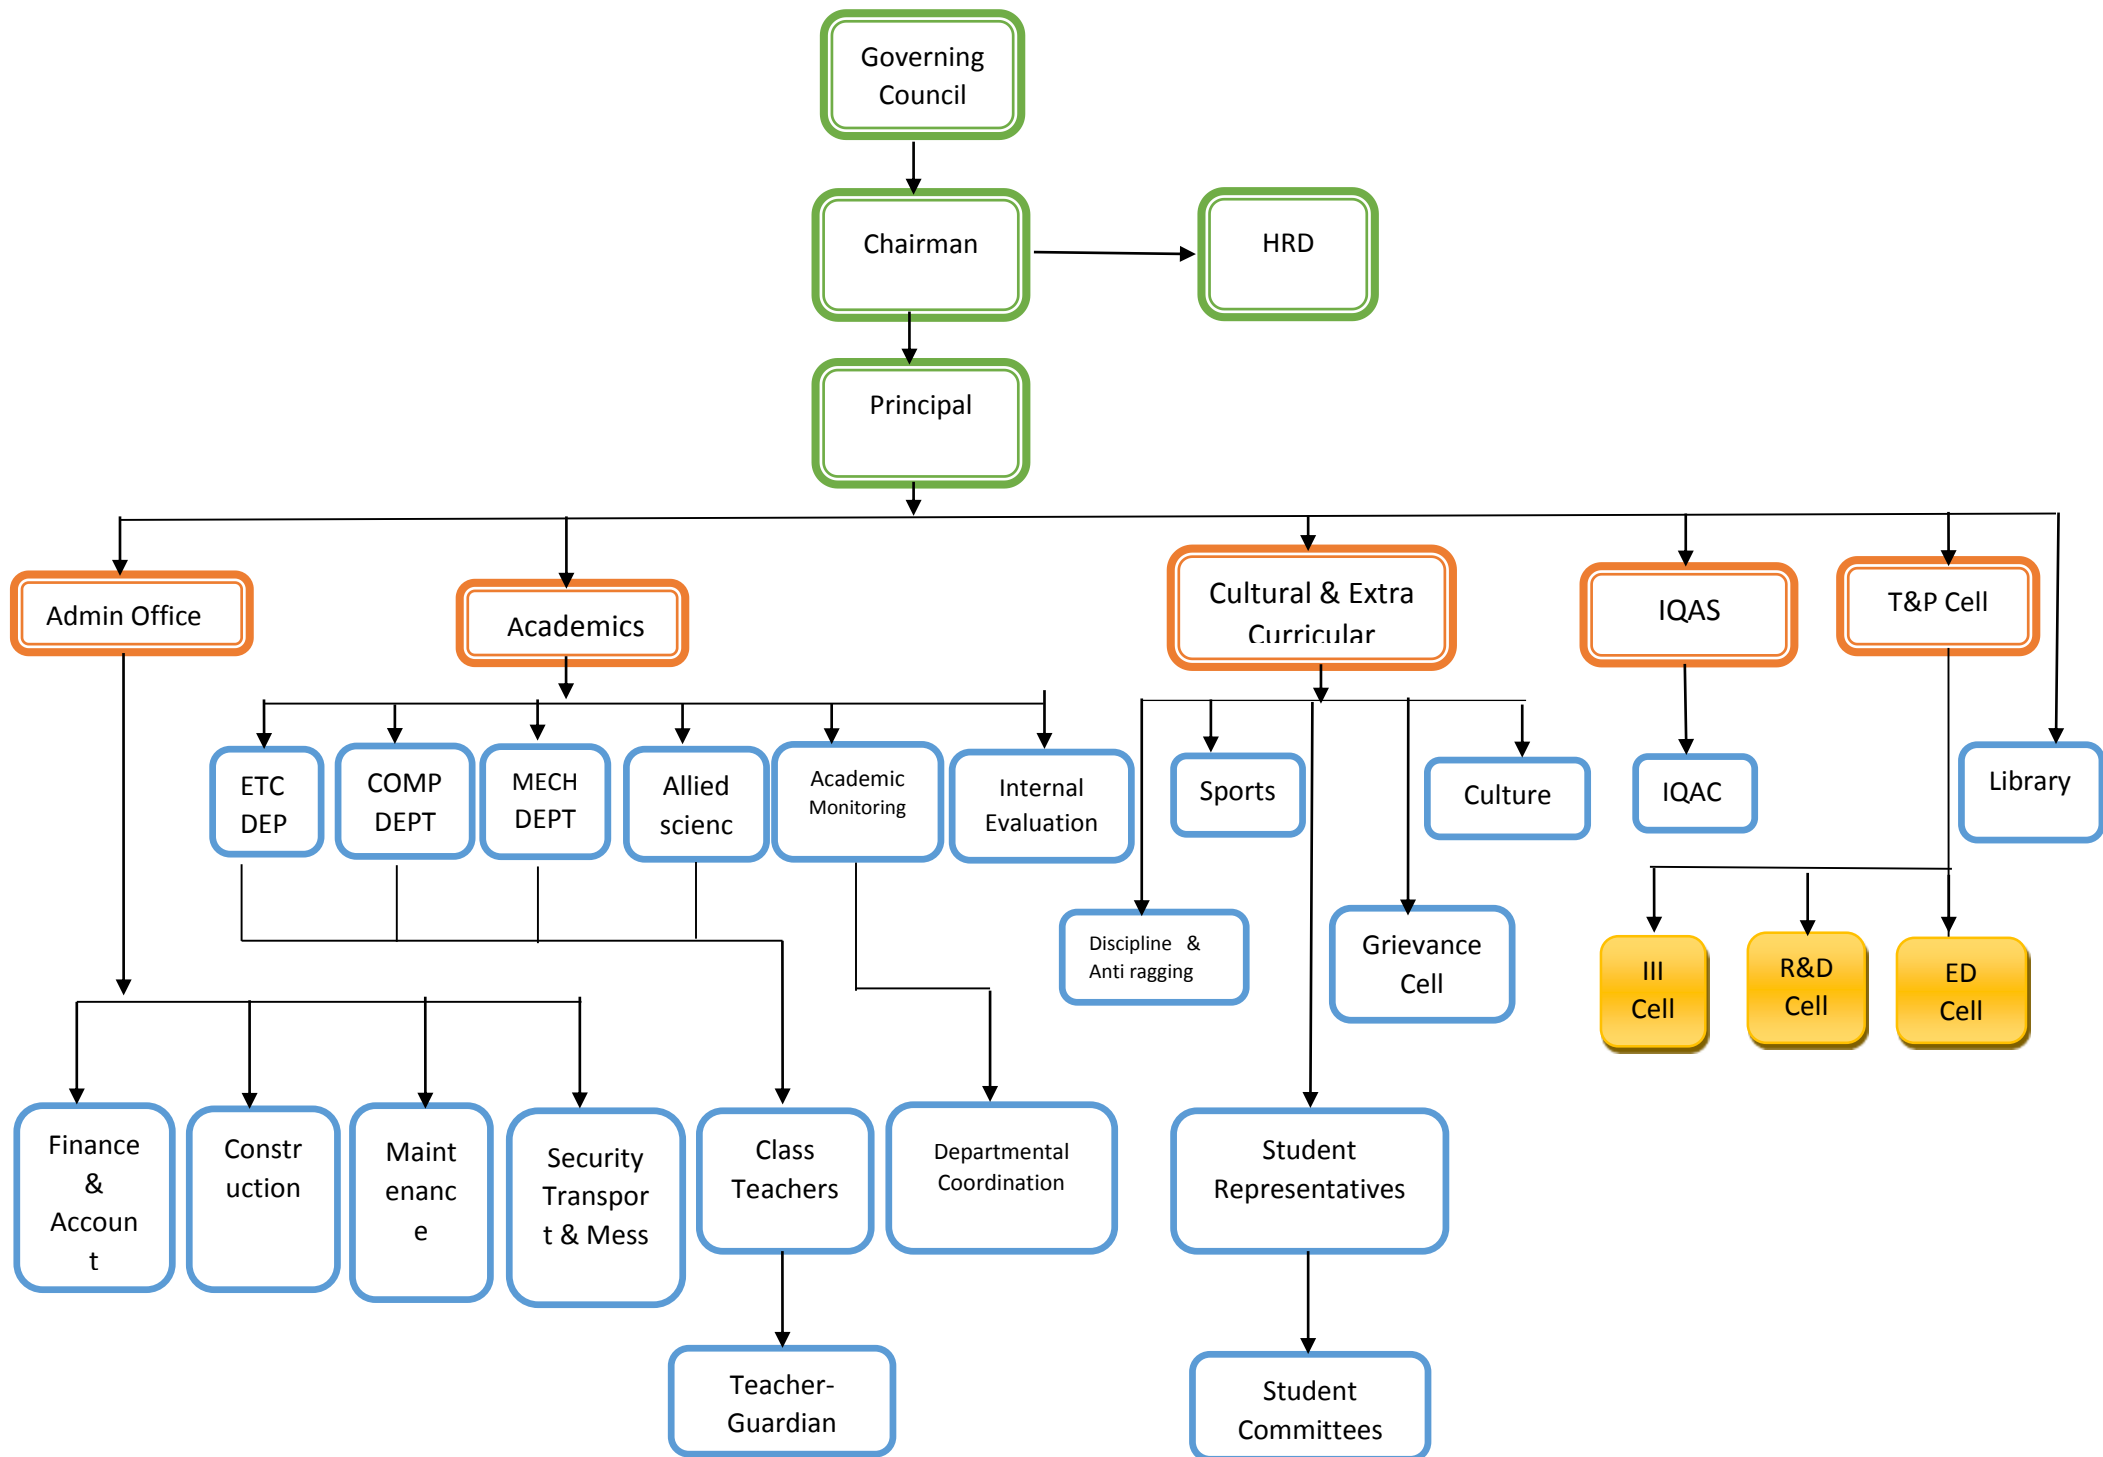 Governing
Council
Chairman
HRD
Principal
Admin Office
Academics
Cultural & Extra
Curricular
IQAS
T&P Cell
ETC
DEP
COMP
DEPT
MECH
DEPT
Allied
scienc
Academic
Monitoring
Internal
Evaluation
Sports
Culture
IQAC
Library
Discipline & 
Anti ragging
Grievance
Cell
III
Cell
R&D
Cell
ED
Cell
Finance
&
Accoun
t
Constr
uction
Maint
enanc
e
Security
Transpor
t & Mess
Class
Teachers
Departmental
Coordination
Student
Representatives
Teacher-
Guardian
Student
Committees